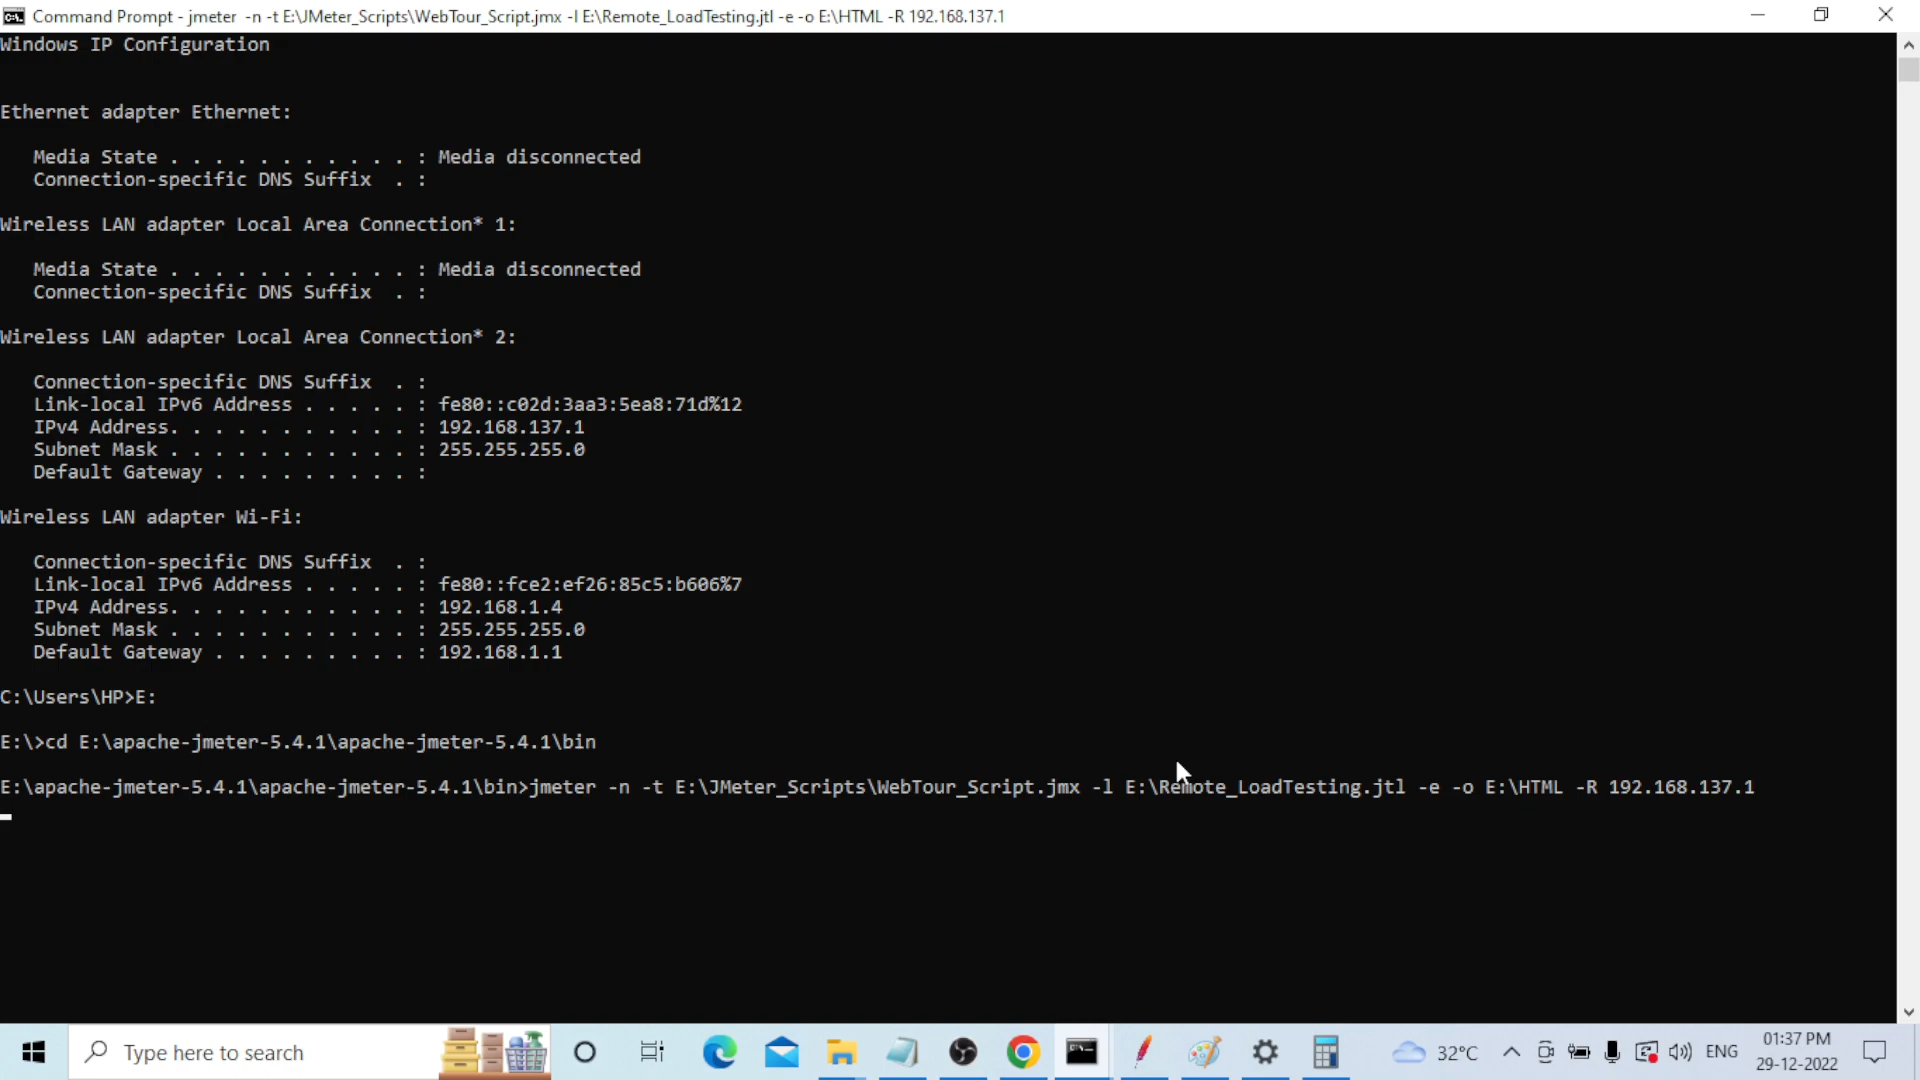 Command Prompt - jmeter  -n -t E:\JMeter_Scripts\WebTour_Script.jmx -l E:\Remote_LoadTesting.jtl -e -o E:\HTML -R 192.168.137.1
Windows IP Configuration
Ethernet adapter Ethernet:
Media State . . . . . . . . . . . : Media disconnected
Connection-specific DNS Suffix  . :
Wireless LAN adapter Local Area Connection* 1:
Media State . . . . . . . . . . . : Media disconnected
Connection-specific DNS Suffix  . :
Wireless LAN adapter Local Area Connection* 2:
Connection-specific DNS Suffix  . :
Link-local IPv6 Address . . . . . : fe80::c02d:3aa3:5ea8:71d%12
IPv4 Address. . . . . . . . . . . : 192.168.137.1
Subnet Mask . . . . . . . . . . . : 255.255.255.0
Default Gateway . . . . . . . . . :
Wireless LAN adapter Wi-Fi:
Connection-specific DNS Suffix  . :
Link-local IPv6 Address . . . . . : fe80::fce2:ef26:85c5:b606%7
IPv4 Address. . . . . . . . . . . : 192.168.1.4
Subnet Mask . . . . . . . . . . . : 255.255.255.0
Default Gateway . . . . . . . . . : 192.168.1.1
C:\Users\HP>E:
E:\>cd E:\apache-jmeter-5.4.1\apache-jmeter-5.4.1\bin
E:\apache-jmeter-5.4.1\apache-jmeter-5.4.1\bin>jmeter -n -t E:\JMeter_Scripts\WebTour_Script.jmx -l E:\Remote_LoadTesting.jtl -e -o E:\HTML -R 192.168.137.1
Type here to search
32°C
ENG
01:37 PM
29-12-2022